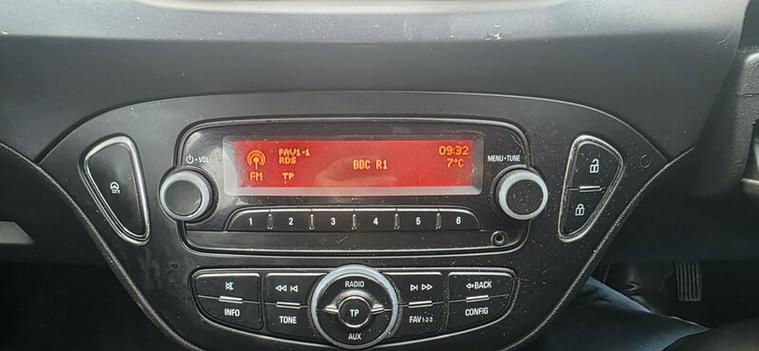 FAV1-1
09:32
RDS
BBC R1
7°C
FM
TP
VOL
MENU•TUNE
CITY
1 2 3 4 5 6
RADIO
BACK
INFO
TONE
TP
FAV 1-2-3
CONFIG
AUX